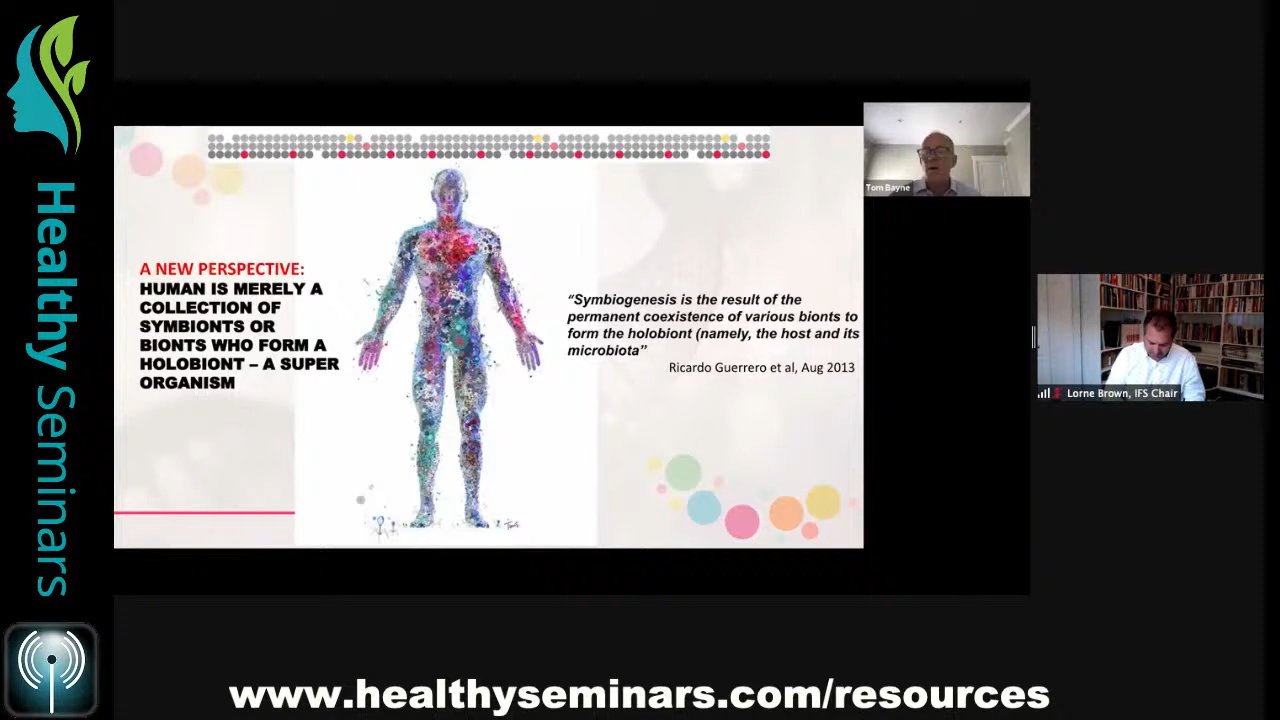 Healthy Seminars
A NEW PERSPECTIVE:
HUMAN IS MERELY A
COLLECTION OF
SYMBIONTS OR
BIONTS WHO FORM A
HOLOBIONT – A SUPER
ORGANISM
“Symbiogenesis is the result of the
permanent coexistence of various bionts to
form the holobiont (namely, the host and its
microbiota”
Ricardo Guerrero et al, Aug 2013
Tom Bayne
Lorne Brown, IFS Chair
www.healthyseminars.com/resources